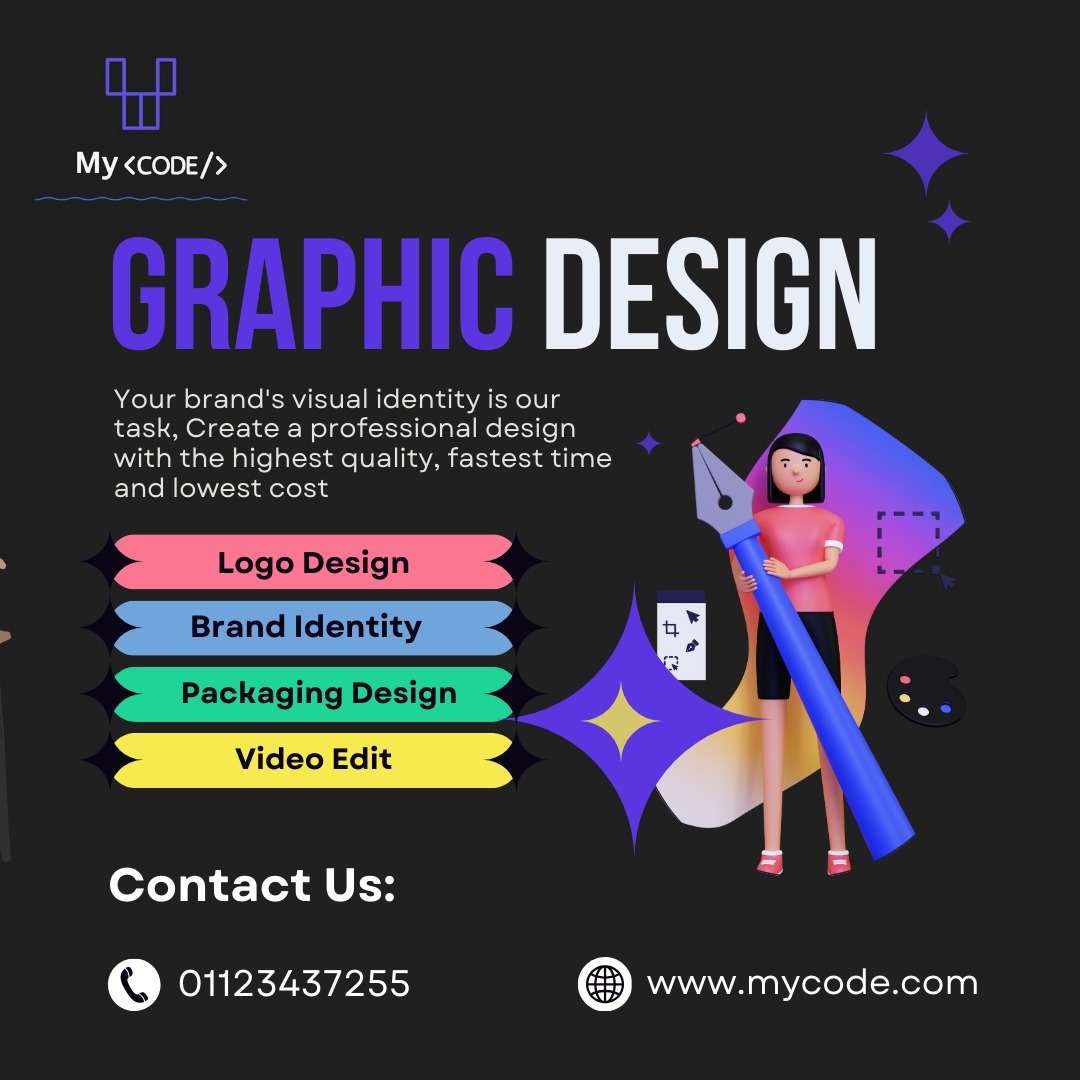 My <CODE/>
GRAPHIC DESIGN
Your brand's visual identity is our
task, Create a professional design
with the highest quality, fastest time
and lowest cost
Logo Design
Brand Identity
Packaging Design
Video Edit
Contact Us:
01123437255
www.mycode.com